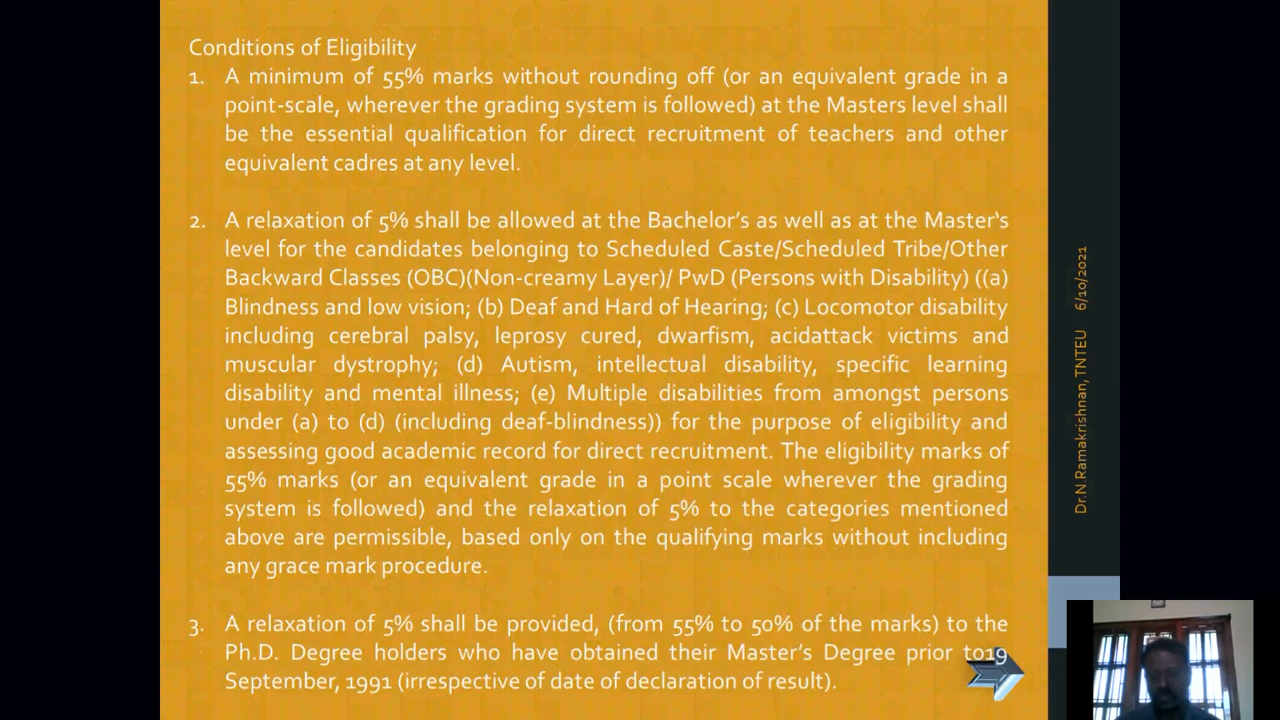 Conditions of Eligibility
1. A minimum of 55% marks without rounding off (or an equivalent grade in a
point-scale, wherever the grading system is followed) at the Masters level shall
be the essential qualification for direct recruitment of teachers and other
equivalent cadres at any level.
2. A relaxation of 5% shall be allowed at the Bachelor's as well as at the Master's
level for the candidates belonging to Scheduled Caste/Scheduled Tribe/Other
Backward Classes (OBC)(Non-creamy Layer)/ PwD (Persons with Disability) ((a)
Blindness and low vision; (b) Deaf and Hard of Hearing; (c) Locomotor disability
including cerebral palsy, leprosy cured, dwarfism, acidattack victims and
muscular dystrophy; (d) Autism, intellectual disability, specific learning
disability and mental illness; (e) Multiple disabilities from amongst persons
under (a) to (d) (including deaf-blindness)) for the purpose of eligibility and
assessing good academic record for direct recruitment. The eligibility marks of
55% marks (or an equivalent grade in a point scale wherever the grading
system is followed) and the relaxation of 5% to the categories mentioned
above are permissible, based only on the qualifying marks without including
any grace mark procedure.
3. A relaxation of 5% shall be provided, (from 55% to 50% of the marks) to the
Ph.D. Degree holders who have obtained their Master's Degree prior to19
September, 1991 (irrespective of date of declaration of result).
Dr.N.Ramakrishnan,TNTEU 6/10/2021